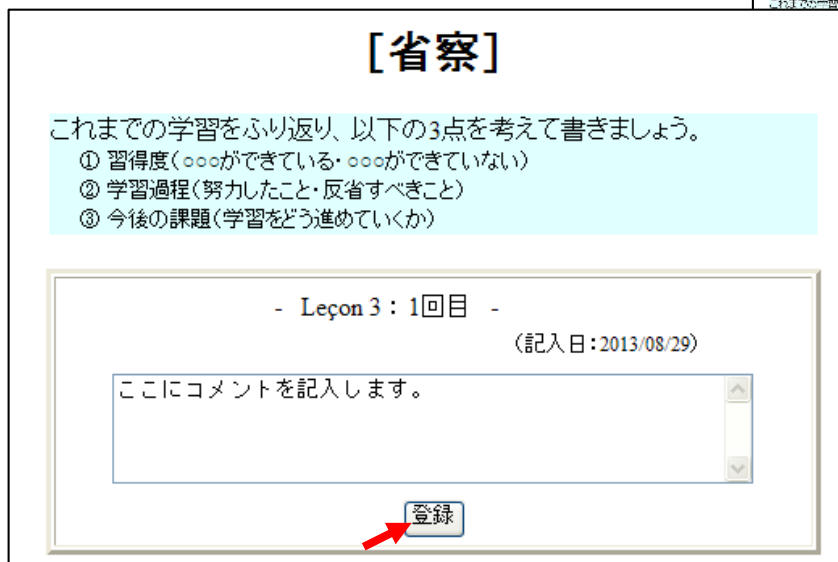 [省察]
これまでの学習をふり返り、以下の3点を考えて書きましょう。
① 習得度(○○○ができている・○○○ができていない)
② 学習過程(努力したこと・反省すべきこと)
③ 今後の課題(学習をどう進めていくか)
- Leçon 3：1回目 -
(記入日：2013/08/29)
ここにコメントを記入します。
登録